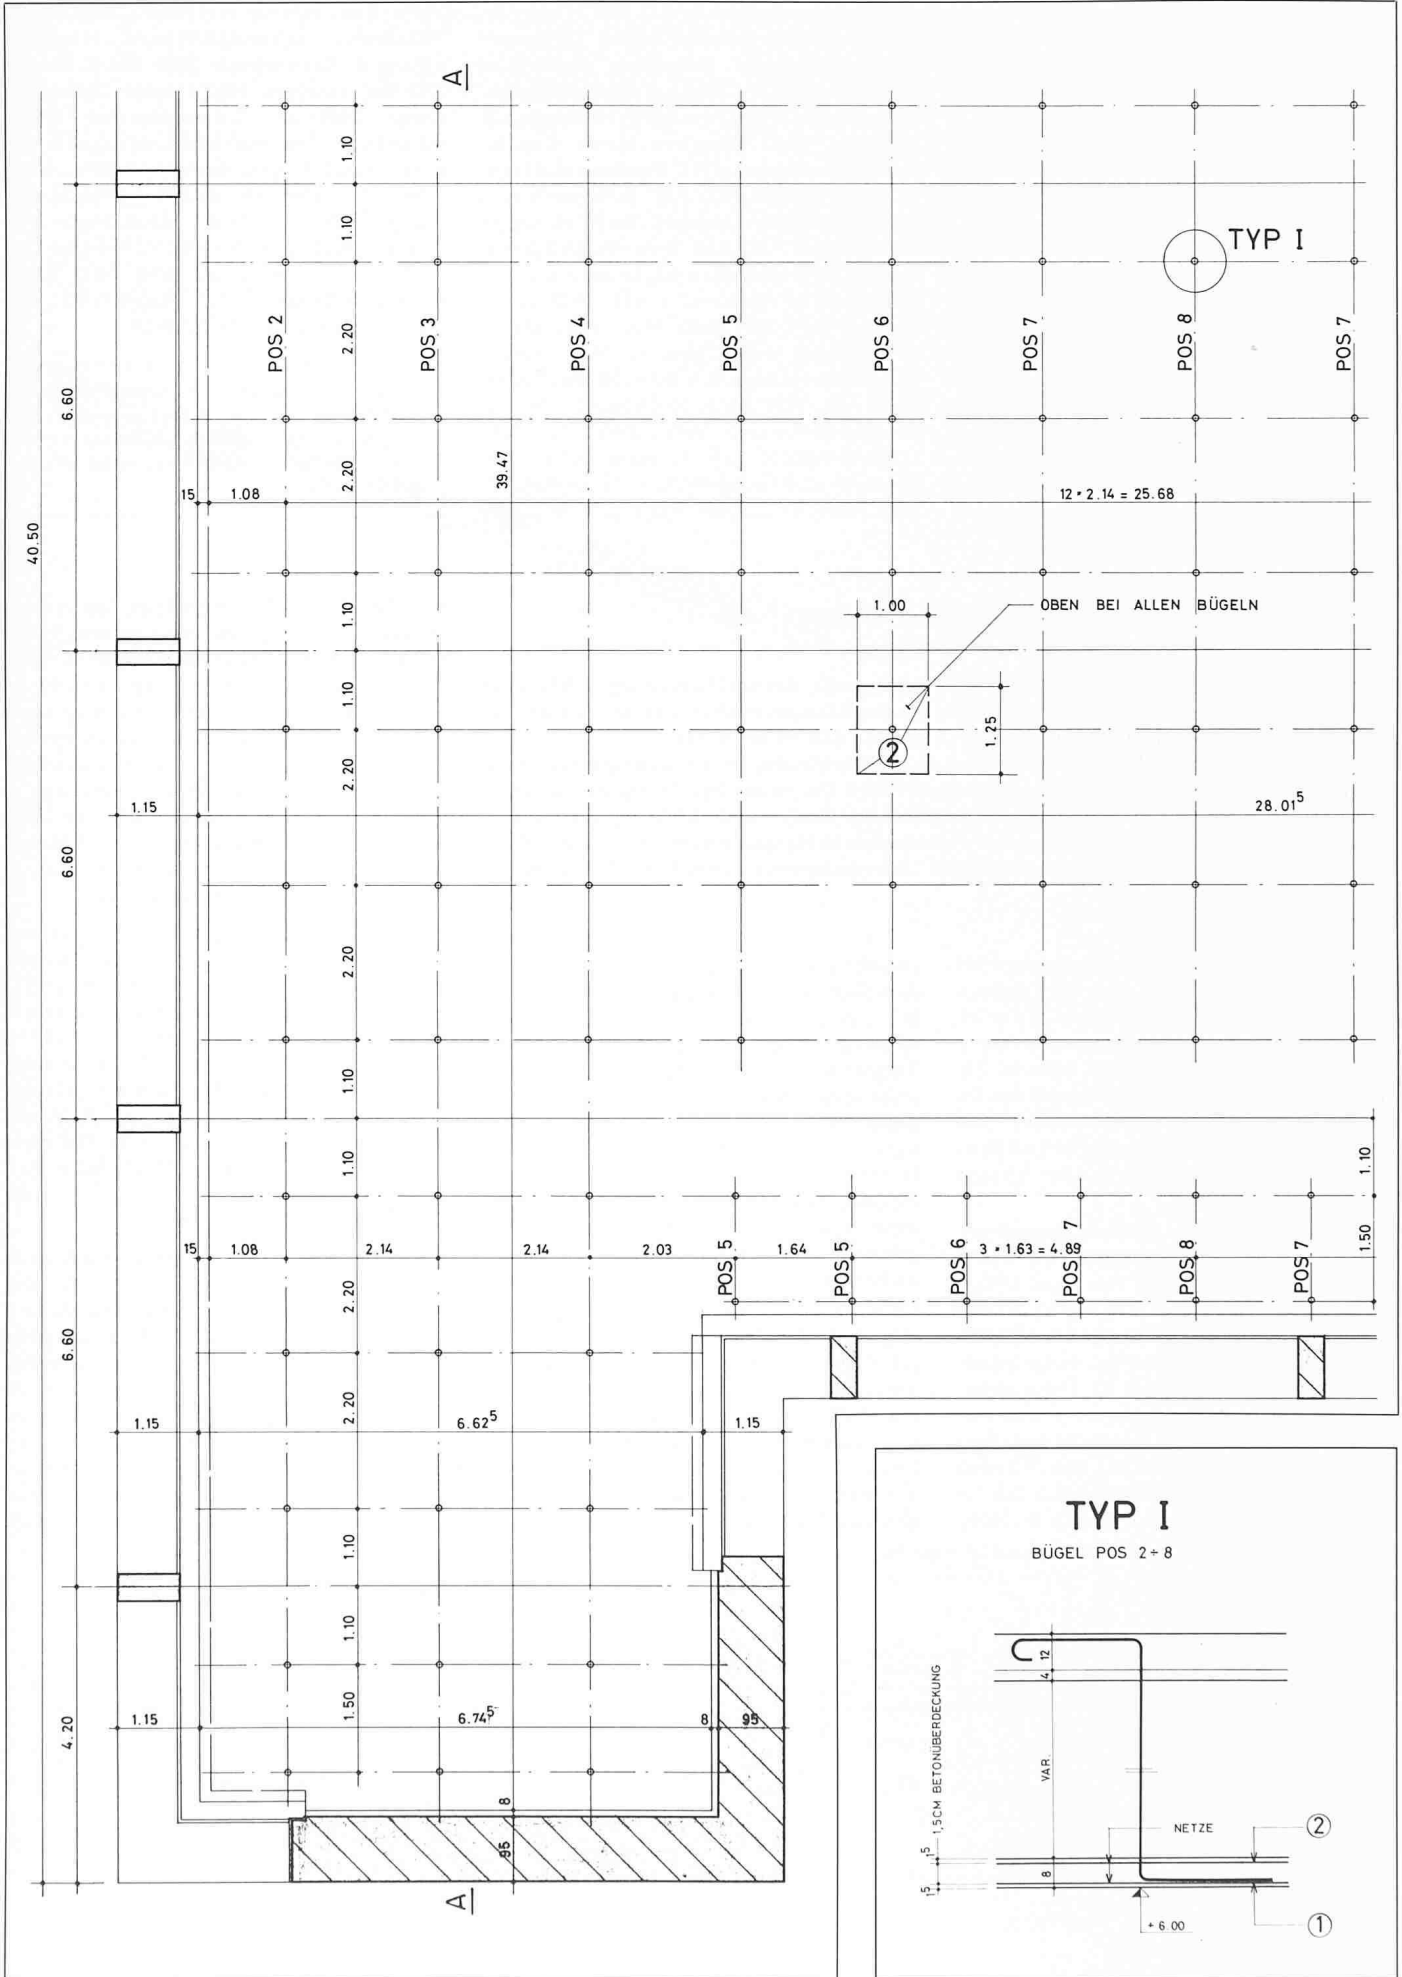 A
1.10
1.10
TYP I
POS 2
POS 3
POS 4
POS 5
POS 6
POS 7
POS 8
POS 7
2.20
6.60
2.20
39.47
15
1.08
12 * 2.14 = 25.68
40.50
1.10
1.00
OBEN BEI ALLEN BÜGELN
1.10
1.25
2
2.20
1.15
28.01⁵
6.60
2.20
1.10
1.10
1.10
15
1.08
2.14
2.14
2.03
POS 5
1.64
POS 5
POS 6
3 * 1.63 = 4.89
POS 7
POS 8
POS 7
1.50
2.20
6.60
2.20
1.15
6.62⁵
1.15
1.10
1.10
1.50
4.20
1.15
6.74⁵
8
95
8
95
A
TYP I
BÜGEL POS 2÷8
12
4
VAR.
1,5CM BETONÜBERDECKUNG
NETZE
2
15
8
15
+ 6.00
1